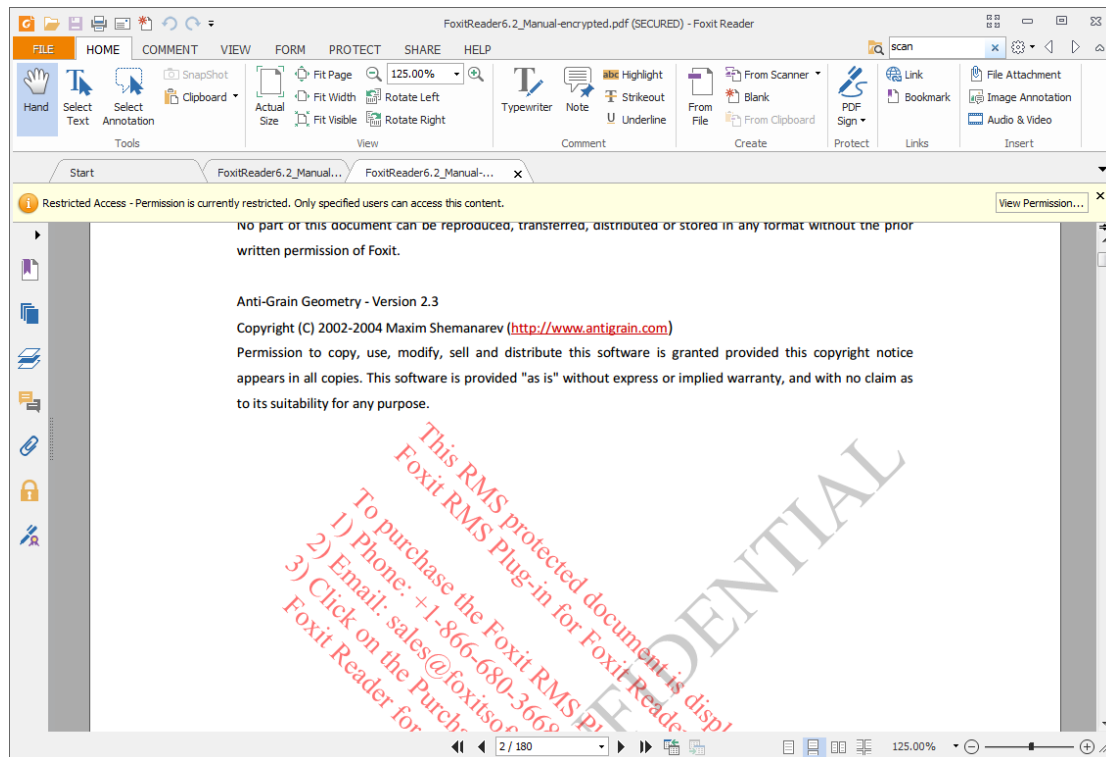 FoxitReader6.2_Manual-encrypted.pdf (SECURED) - Foxit Reader
FILE HOME COMMENT VIEW FORM PROTECT SHARE HELP scan
Hand
Select Text
Select Annotation
SnapShot
Clipboard
Tools
Actual Size
Fit Page
Fit Width
Fit Visible
125.00%
Rotate Left
Rotate Right
View
Typewriter
Note
abc Highlight
T Strikeout
U Underline
Comment
From File
From Scanner
Blank
From Clipboard
Create
PDF Sign
Protect
Link
Bookmark
Links
File Attachment
Image Annotation
Audio & Video
Insert
Start FoxitReader6.2_Manual... FoxitReader6.2_Manual-... x
Restricted Access - Permission is currently restricted. Only specified users can access this content. View Permission... x
No part of this document can be reproduced, transferred, distributed or stored in any format without the prior
written permission of Foxit.
Anti-Grain Geometry - Version 2.3
Copyright (C) 2002-2004 Maxim Shemanarev (http://www.antigrain.com)
Permission to copy, use, modify, sell and distribute this software is granted provided this copyright notice
appears in all copies. This software is provided "as is" without express or implied warranty, and with no claim as
to its suitability for any purpose.
This RMS protected document is displ
Foxit RMS Plug-in for Foxit Reade
To purchase the Foxit RMS Pl
1) Phone: +1-866-680-3668
2) Email: sales@foxitsof
3) Click on the Purcha
Foxit Reader for
FIDENTIAL
2 / 180
125.00%